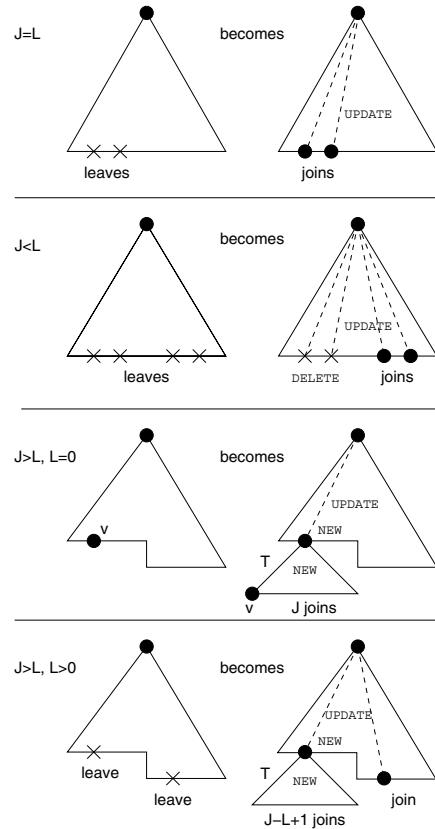 J=L
becomes
UPDATE
leaves
joins
J<L
becomes
UPDATE
leaves
DELETE
joins
J>L, L=0
becomes
UPDATE
v
NEW
T
NEW
v
J joins
J>L, L>0
becomes
UPDATE
NEW
leave
T
NEW
leave
join
J−L+1 joins